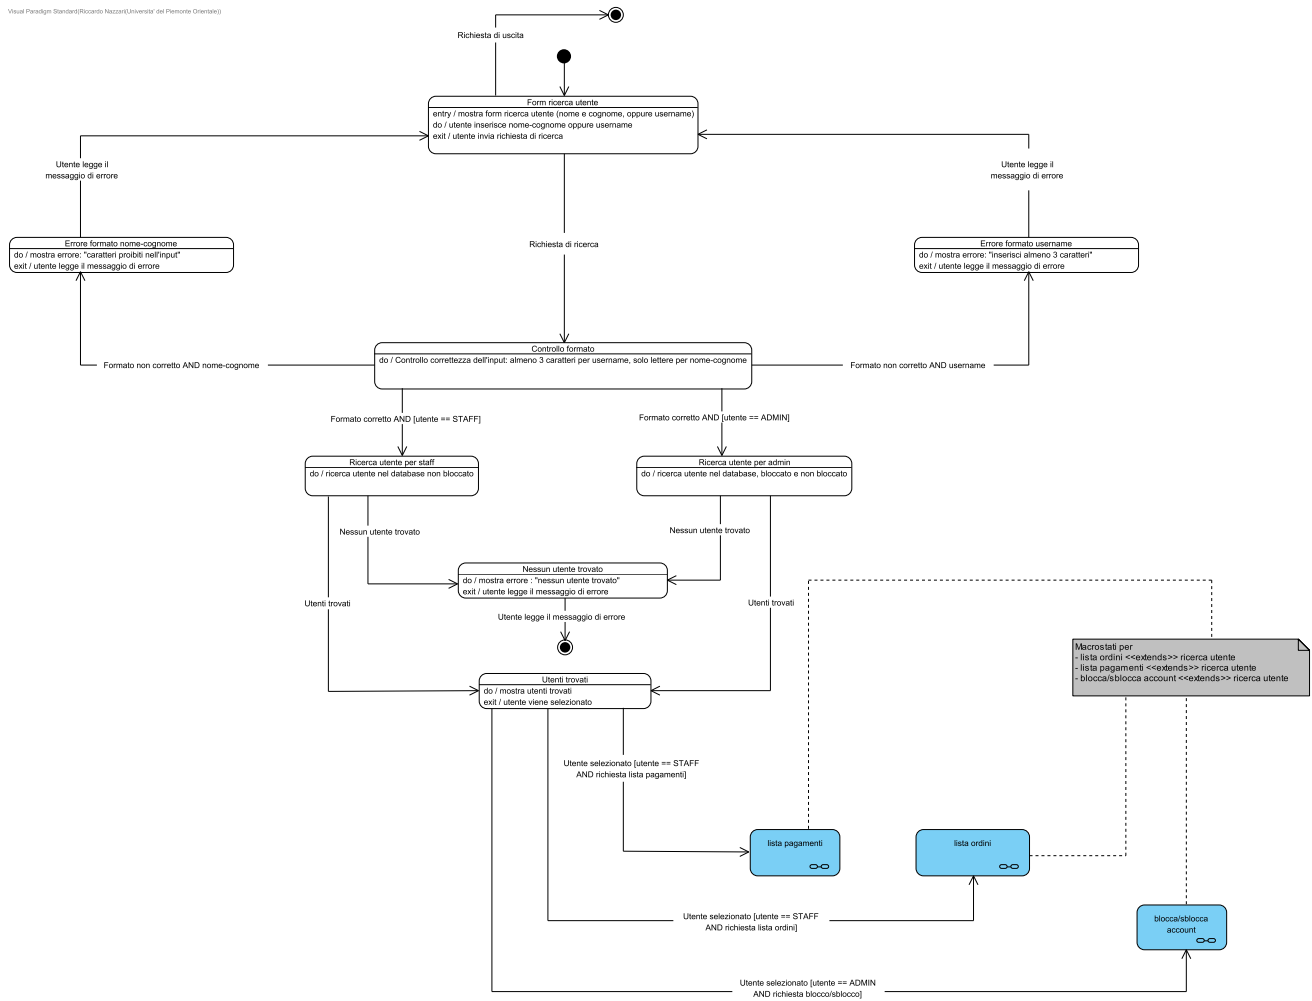 Visual Paradigm Standard(Riccardo Nazzari(Universita' del Piemonte Orientale))
Richiesta di uscita
Form ricerca utente
entry / mostra form ricerca utente (nome e cognome, oppure username)
do / utente inserisce nome-cognome oppure username
exit / utente invia richiesta di ricerca
Utente legge il
messaggio di errore
Utente legge il
messaggio di errore
Errore formato nome-cognome
do / mostra errore: "caratteri proibiti nell'input"
exit / utente legge il messaggio di errore
Richiesta di ricerca
Errore formato username
do / mostra errore: "inserisci almeno 3 caratteri"
exit / utente legge il messaggio di errore
Controllo formato
do / Controllo correttezza dell'input: almeno 3 caratteri per username, solo lettere per nome-cognome
Formato non corretto AND nome-cognome
Formato non corretto AND username
Formato corretto AND [utente == STAFF]
Formato corretto AND [utente == ADMIN]
Ricerca utente per staff
do / ricerca utente nel database non bloccato
Ricerca utente per admin
do / ricerca utente nel database, bloccato e non bloccato
Nessun utente trovato
Nessun utente trovato
Nessun utente trovato
do / mostra errore : "nessun utente trovato"
exit / utente legge il messaggio di errore
Utenti trovati
Utenti trovati
Utente legge il messaggio di errore
Macrostati per
- lista ordini <<extends>> ricerca utente
- lista pagamenti <<extends>> ricerca utente
- blocca/sblocca account <<extends>> ricerca utente
Utenti trovati
do / mostra utenti trovati
exit / utente viene selezionato
Utente selezionato [utente == STAFF
AND richiesta lista pagamenti]
lista pagamenti
lista ordini
Utente selezionato [utente == STAFF
AND richiesta lista ordini]
blocca/sblocca
account
Utente selezionato [utente == ADMIN
AND richiesta blocco/sblocco]